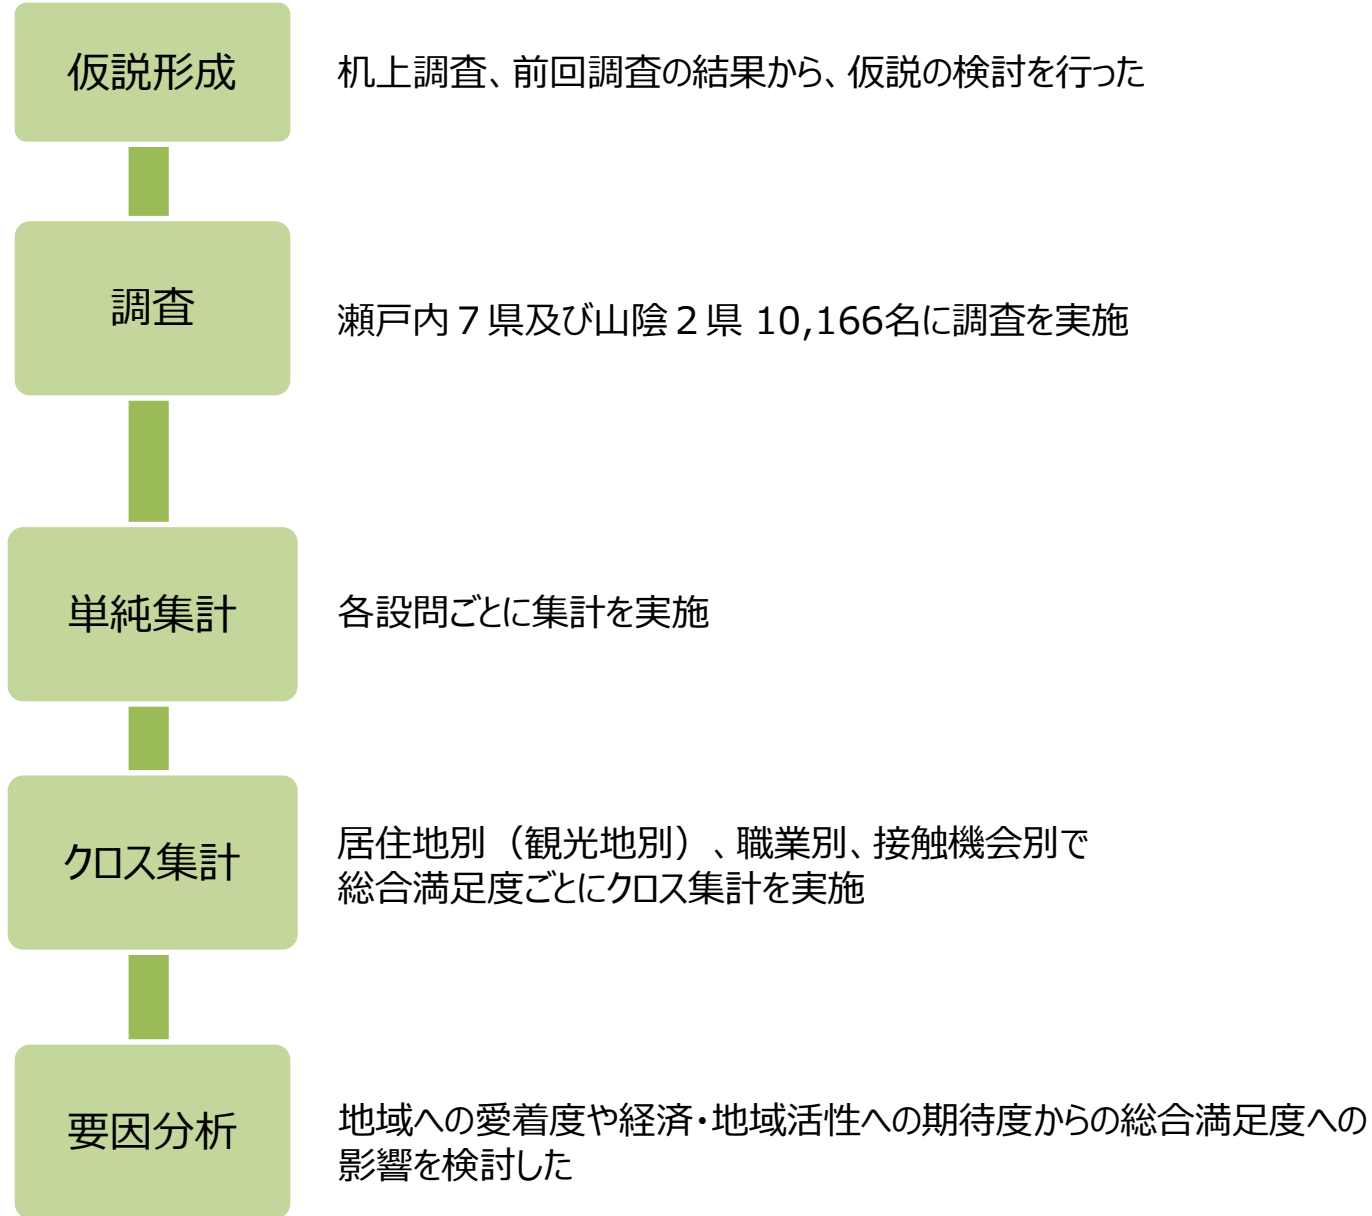 仮説形成
机上調査、前回調査の結果から、仮説の検討を行った
調査
瀬戸内７県及び山陰２県 10,166名に調査を実施
単純集計
各設問ごとに集計を実施
クロス集計
居住地別（観光地別）、職業別、接触機会別で
総合満足度ごとにクロス集計を実施
要因分析
地域への愛着度や経済・地域活性への期待度からの総合満足度への
影響を検討した